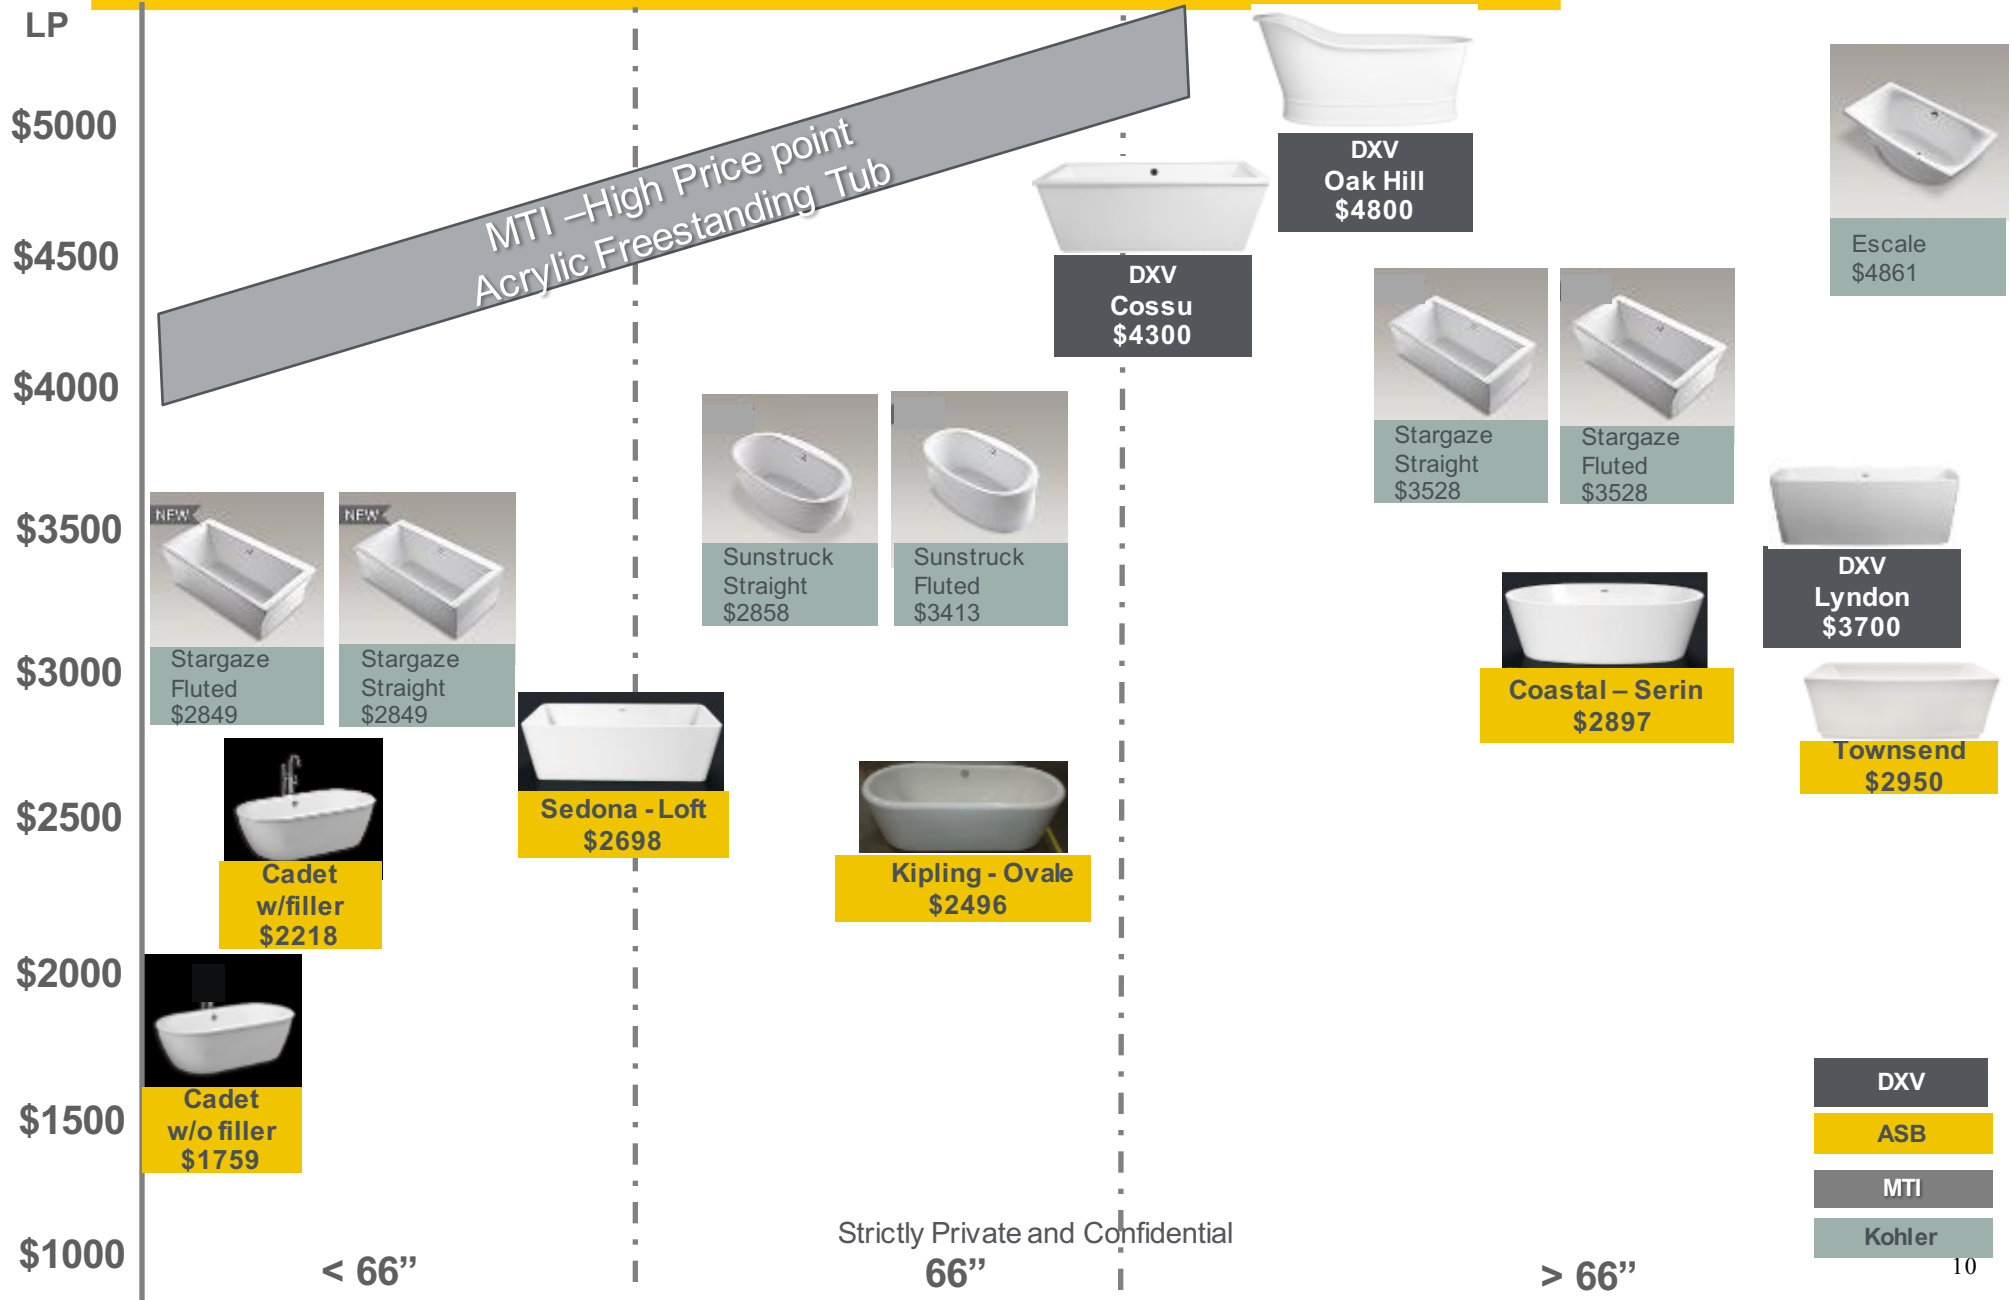 LP
$5000
$4500
$4000
$3500
$3000
$2500
$2000
$1500
$1000
MTI –High Price point
Acrylic Freestanding Tub
DXV
Oak Hill
$4800
Escale
$4861
DXV
Cossu
$4300
Stargaze
Straight
$3528
Stargaze
Fluted
$3528
NEW
Stargaze
Fluted
$2849
NEW
Stargaze
Straight
$2849
Sunstruck
Straight
$2858
Sunstruck
Fluted
$3413
DXV
Lyndon
$3700
Coastal – Serin
$2897
Townsend
$2950
Sedona - Loft
$2698
Kipling - Ovale
$2496
Cadet
w/filler
$2218
Cadet
w/o filler
$1759
DXV
ASB
MTI
Kohler
Strictly Private and Confidential
< 66”
66”
> 66”
10